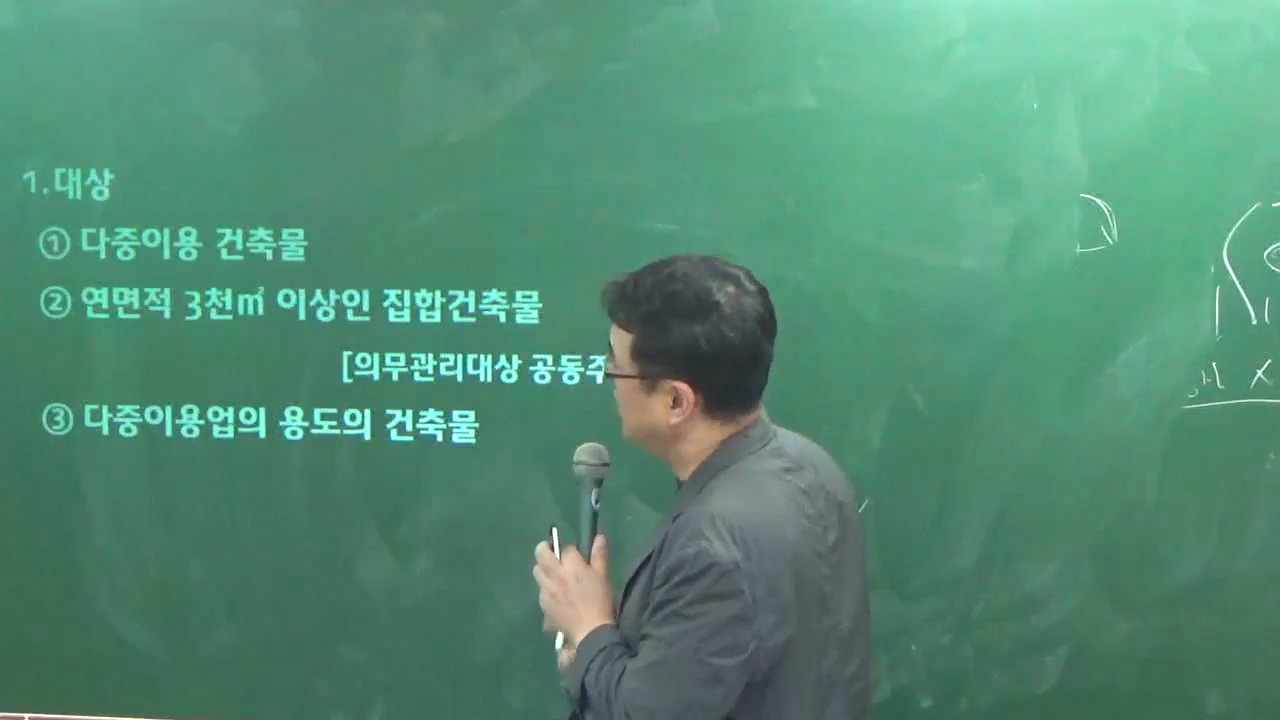 1.대상
① 다중이용 건축물
② 연면적 3천㎡ 이상인 집합건축물
[의무관리대상 공동주
③ 다중이용업의 용도의 건축물